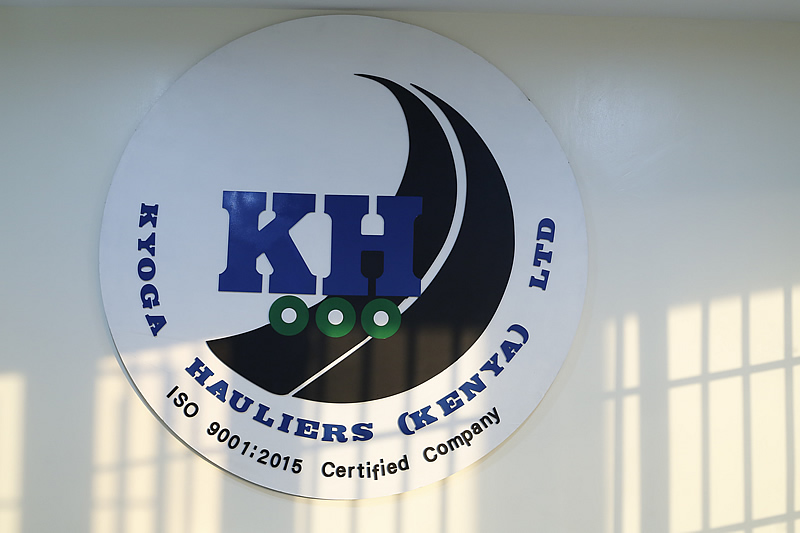 KH
KYOGA HAULIERS (KENYA) LTD
ISO 9001:2015 Certified Company